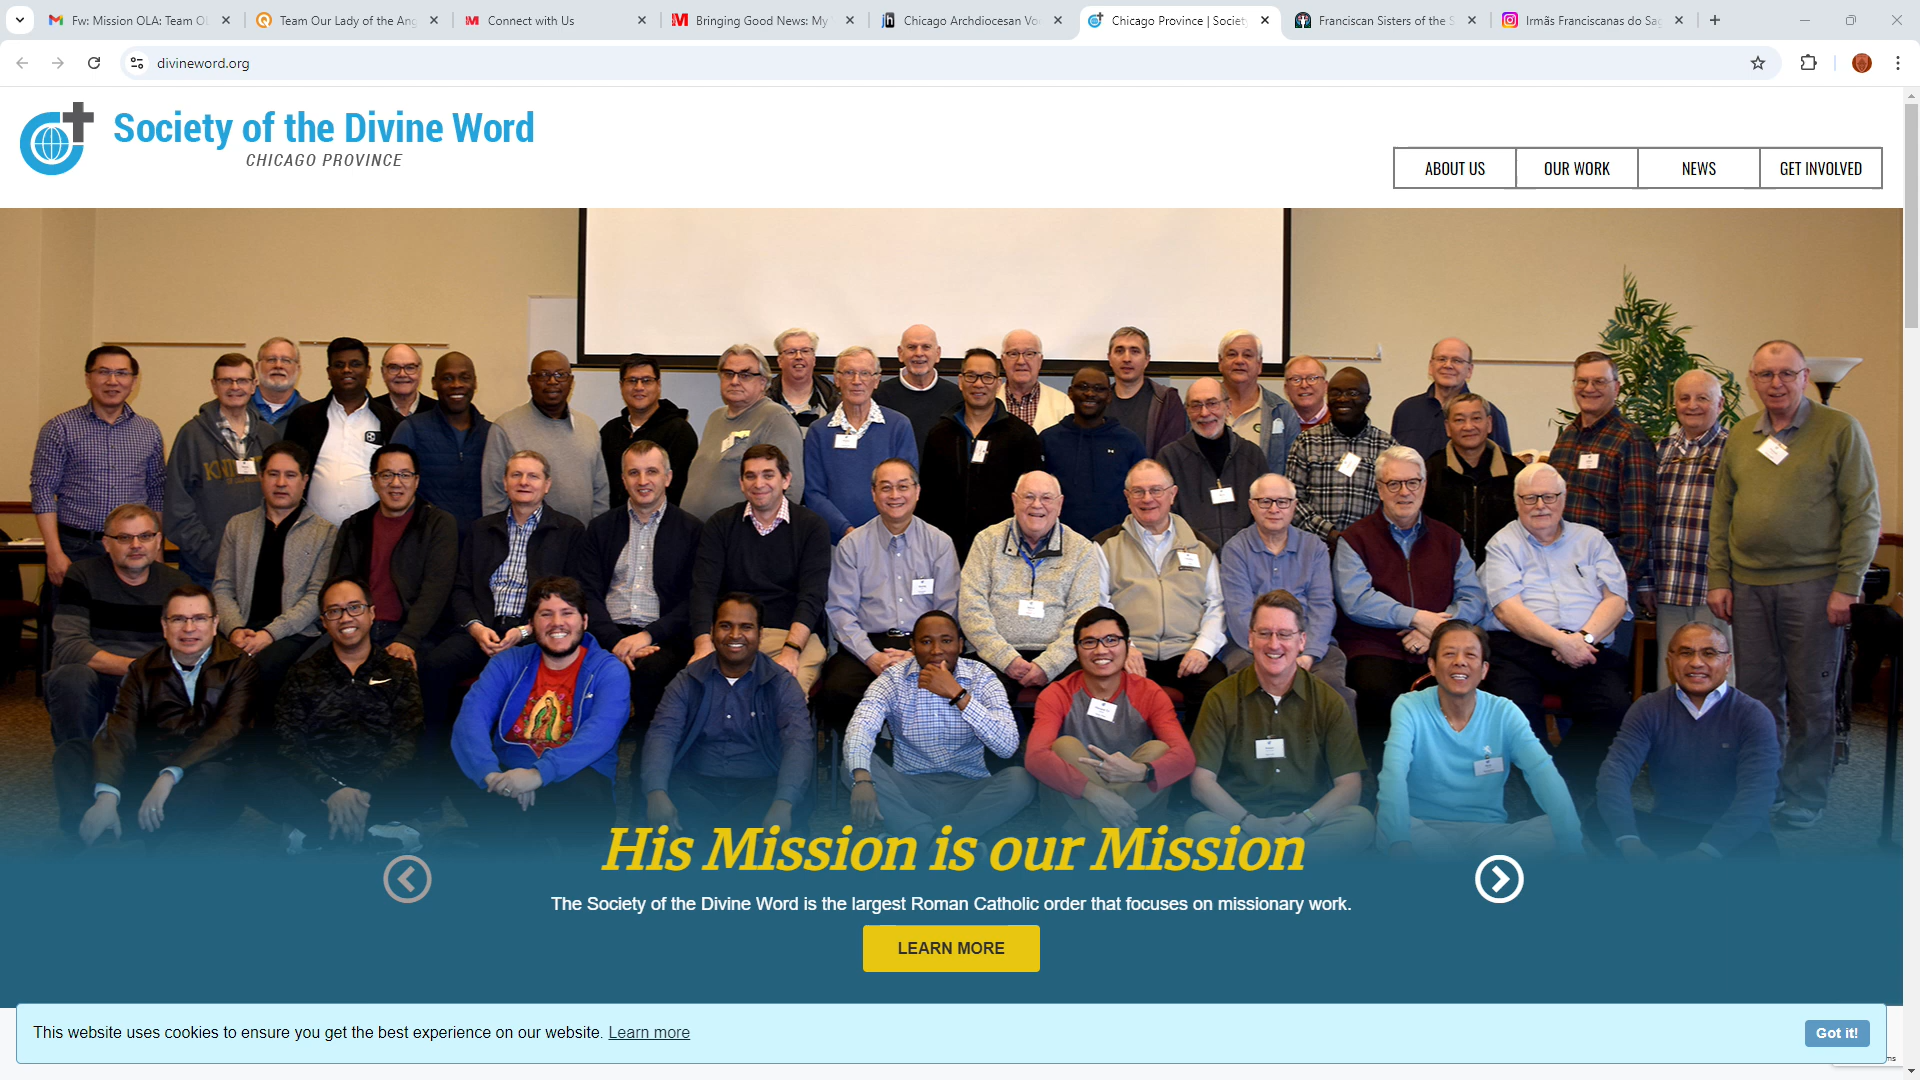 Fw: Mission OLA: Team OL
Team Our Lady of the Ang
Connect with Us
Bringing Good News: My
Chicago Archdiocesan Vo
Chicago Province | Society
Franciscan Sisters of the S
Irmãs Franciscanas do Sag
divineword.org
Society of the Divine Word
CHICAGO PROVINCE
ABOUT US
OUR WORK
NEWS
GET INVOLVED
His Mission is our Mission
The Society of the Divine Word is the largest Roman Catholic order that focuses on missionary work.
LEARN MORE
This website uses cookies to ensure you get the best experience on our website. Learn more
Got it!